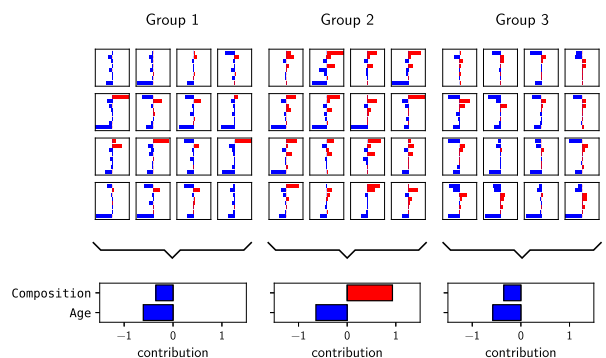 Group 1 Group 2 Group 3
Composition
Age
−1 0 1 −1 0 1 −1 0 1
contribution contribution contribution